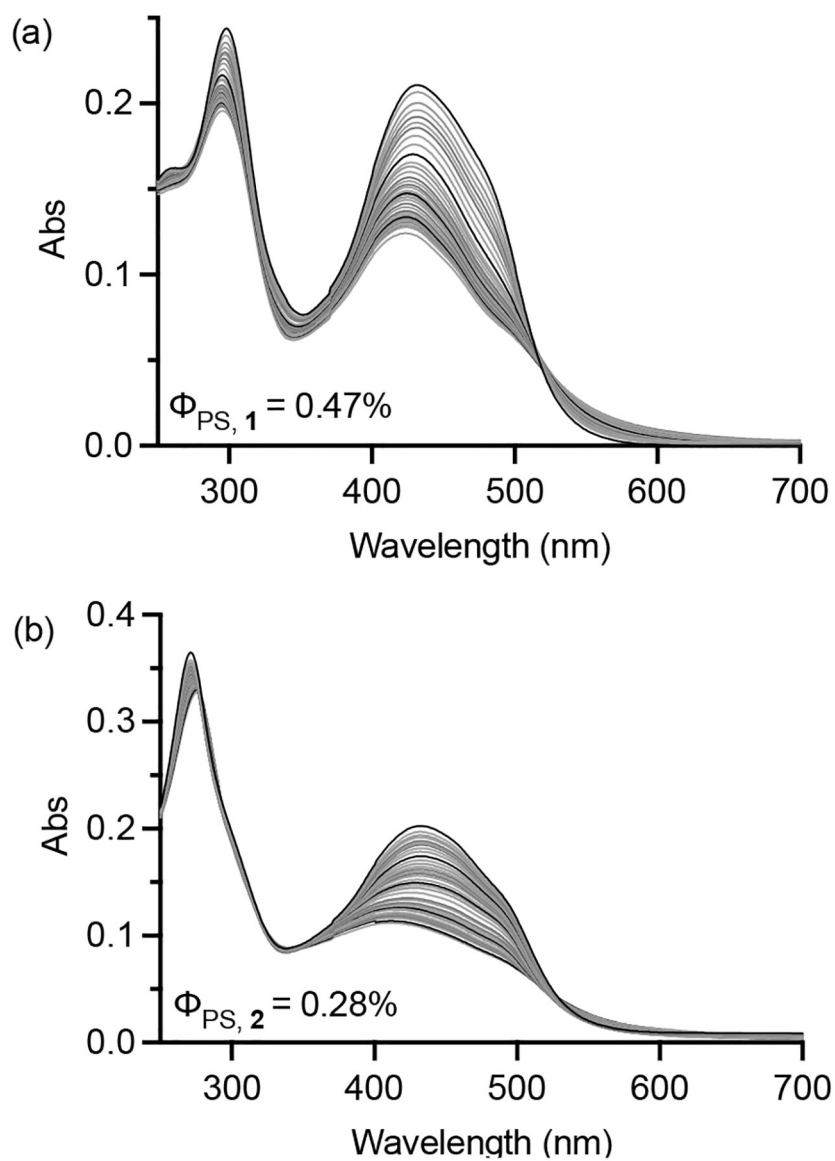 (a)
Abs
0.2
0.1
0.0
ΦPS, 1 = 0.47%
300 400 500 600 700
Wavelength (nm)
(b)
Abs
0.4
0.3
0.2
0.1
0.0
ΦPS, 2 = 0.28%
300 400 500 600 700
Wavelength (nm)